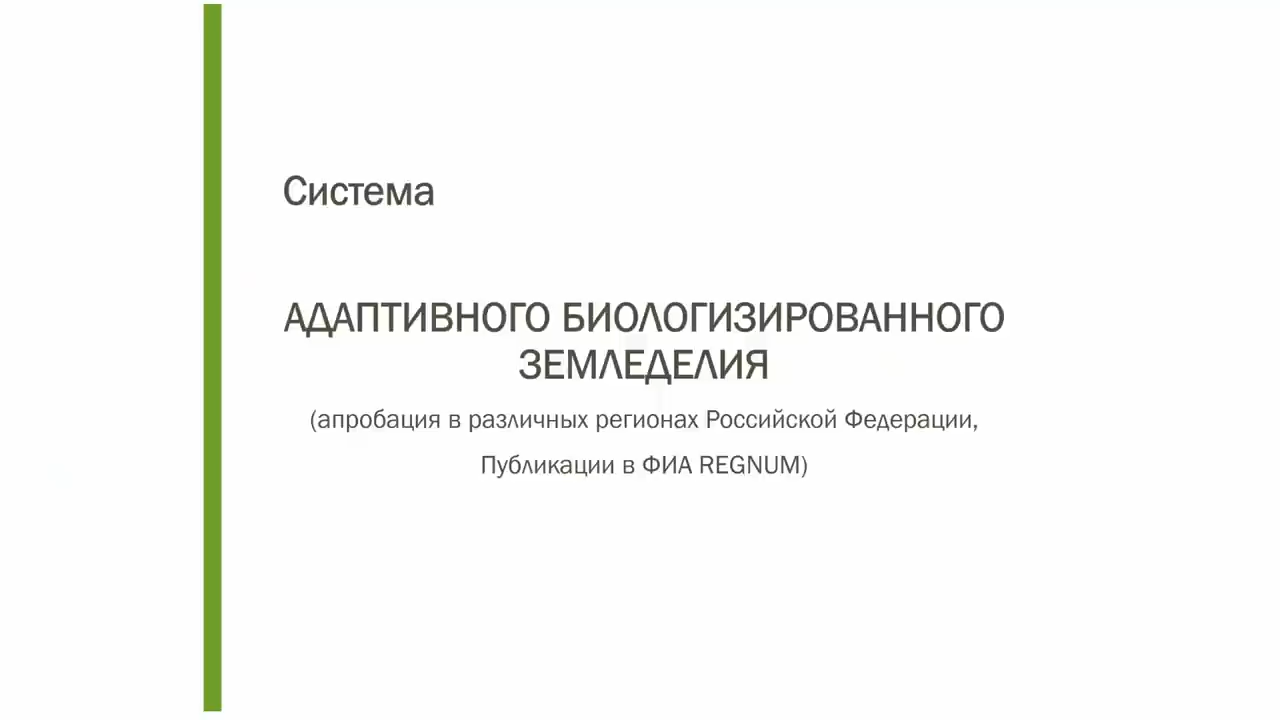 Система
АДАПТИВНОГО БИОЛОГИЗИРОВАННОГО
ЗЕМЛЕДЕЛИЯ
(апробация в различных регионах Российской Федерации,
Публикации в ФИА REGNUM)